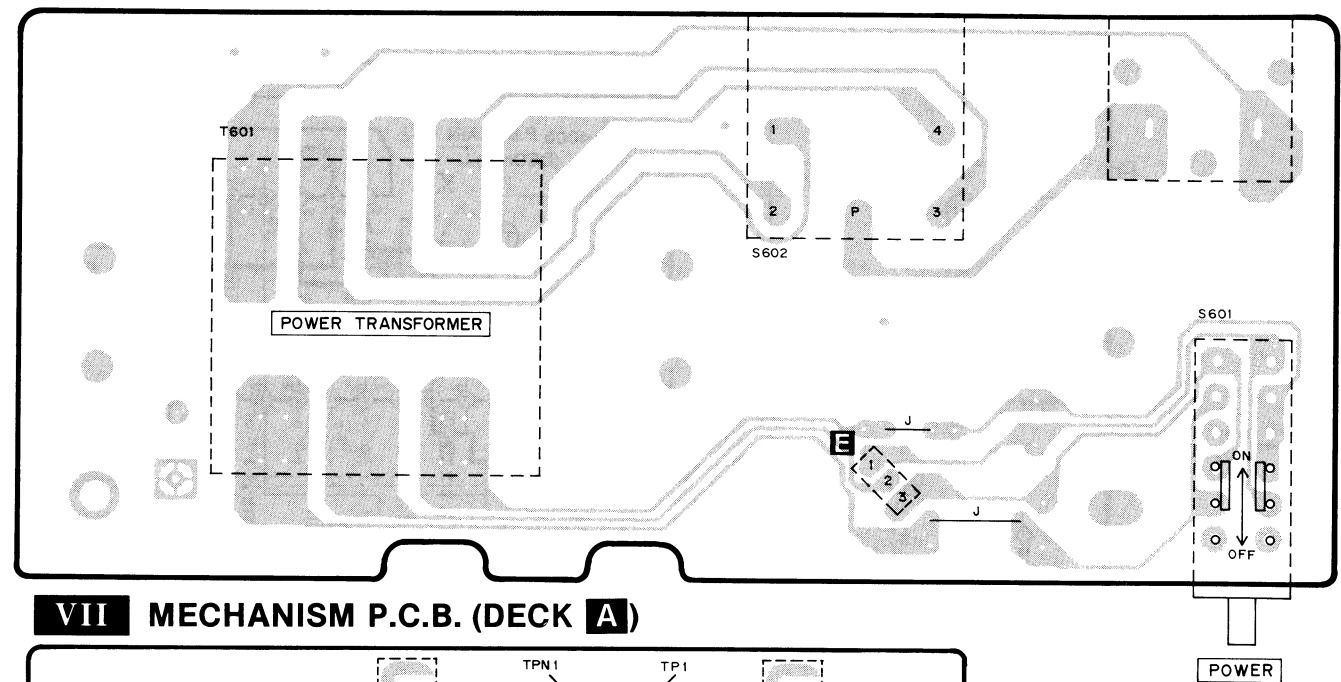 T601
1
4
2
P
3
S602
POWER TRANSFORMER
S601
J
E
1
2
3
J
ON
OFF
VII MECHANISM P.C.B. (DECK A)
TPN1
TP1
POWER